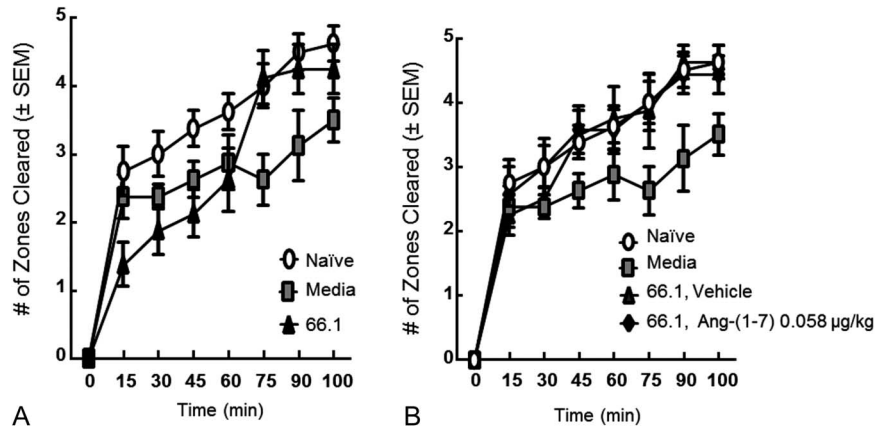 # of Zones Cleared (± SEM)
5
4
3
2
1
0
0 15 30 45 60 75 90 100
Time (min)
Naïve
Media
66.1
A
# of Zones Cleared (± SEM)
5
4
3
2
1
0
0 15 30 45 60 75 90 100
Time (min)
Naïve
Media
66.1, Vehicle
66.1, Ang-(1-7) 0.058 µg/kg
B